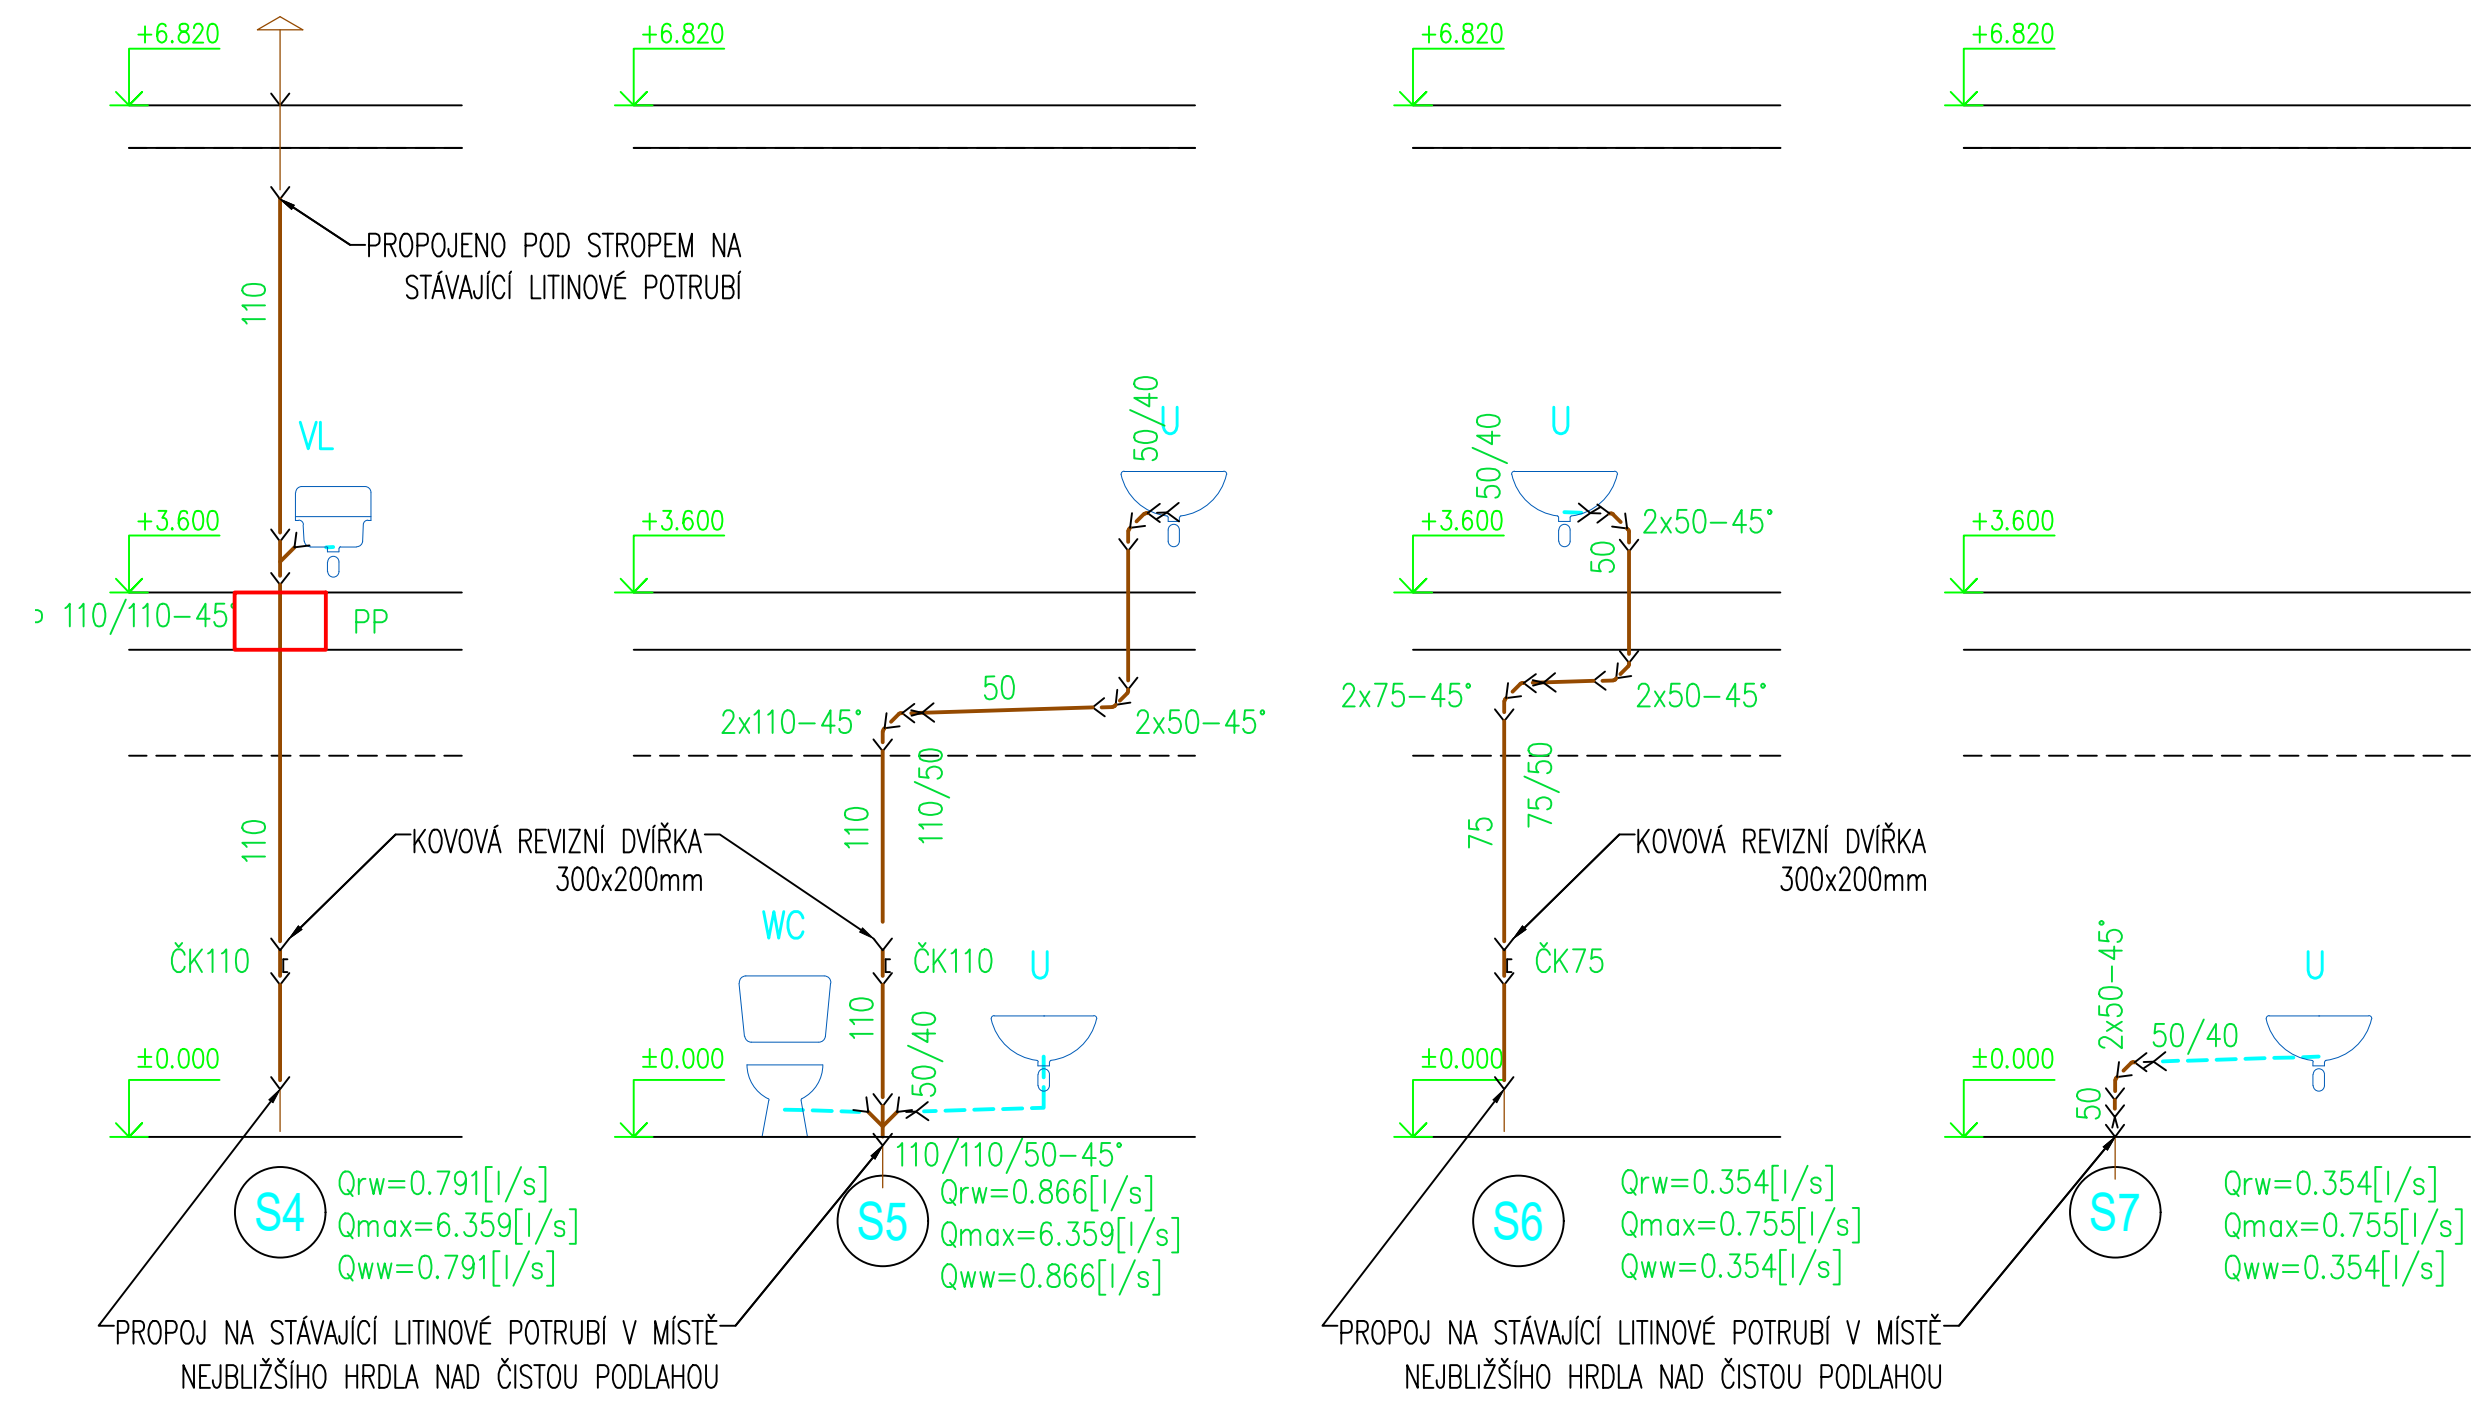 +6.820
+6.820
+6.820
+6.820
PROPOJENO POD STROPEM NA
STÁVAJÍCÍ LITINOVÉ POTRUBÍ
110
VL
50/40
U
50/40
U
+3.600
+3.600
+3.600
+3.600
2x50-45°
50
110/110-45°
PP
50
2x110-45°
2x50-45°
2x75-45°
2x50-45°
110
110
110/50
75
75/50
KOVOVÁ REVIZNÍ DVÍŘKA
300x200mm
KOVOVÁ REVIZNÍ DVÍŘKA
300x200mm
WC
ČK110
ČK110
U
ČK75
U
110
50/40
2x50-45°
50/40
50
±0.000
±0.000
±0.000
±0.000
110/110/50-45°
S4
Qrw=0.791[l/s]
Qmax=6.359[l/s]
Qww=0.791[l/s]
S5
Qrw=0.866[l/s]
Qmax=6.359[l/s]
Qww=0.866[l/s]
S6
Qrw=0.354[l/s]
Qmax=0.755[l/s]
Qww=0.354[l/s]
S7
Qrw=0.354[l/s]
Qmax=0.755[l/s]
Qww=0.354[l/s]
PROPOJ NA STÁVAJÍCÍ LITINOVÉ POTRUBÍ V MÍSTĚ
NEJBLIŽŠÍHO HRDLA NAD ČISTOU PODLAHOU
PROPOJ NA STÁVAJÍCÍ LITINOVÉ POTRUBÍ V MÍSTĚ
NEJBLIŽŠÍHO HRDLA NAD ČISTOU PODLAHOU